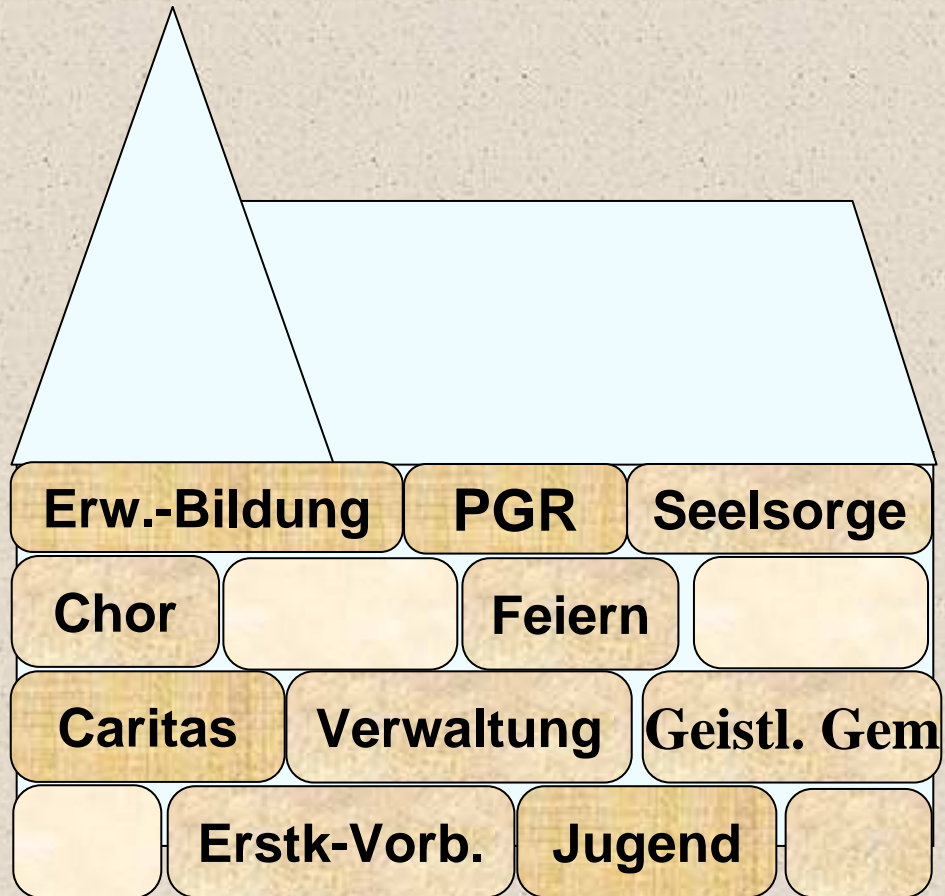 Erw.-Bildung PGR Seelsorge
Chor Feiern
Caritas Verwaltung Geistl. Gem
Erstk-Vorb. Jugend